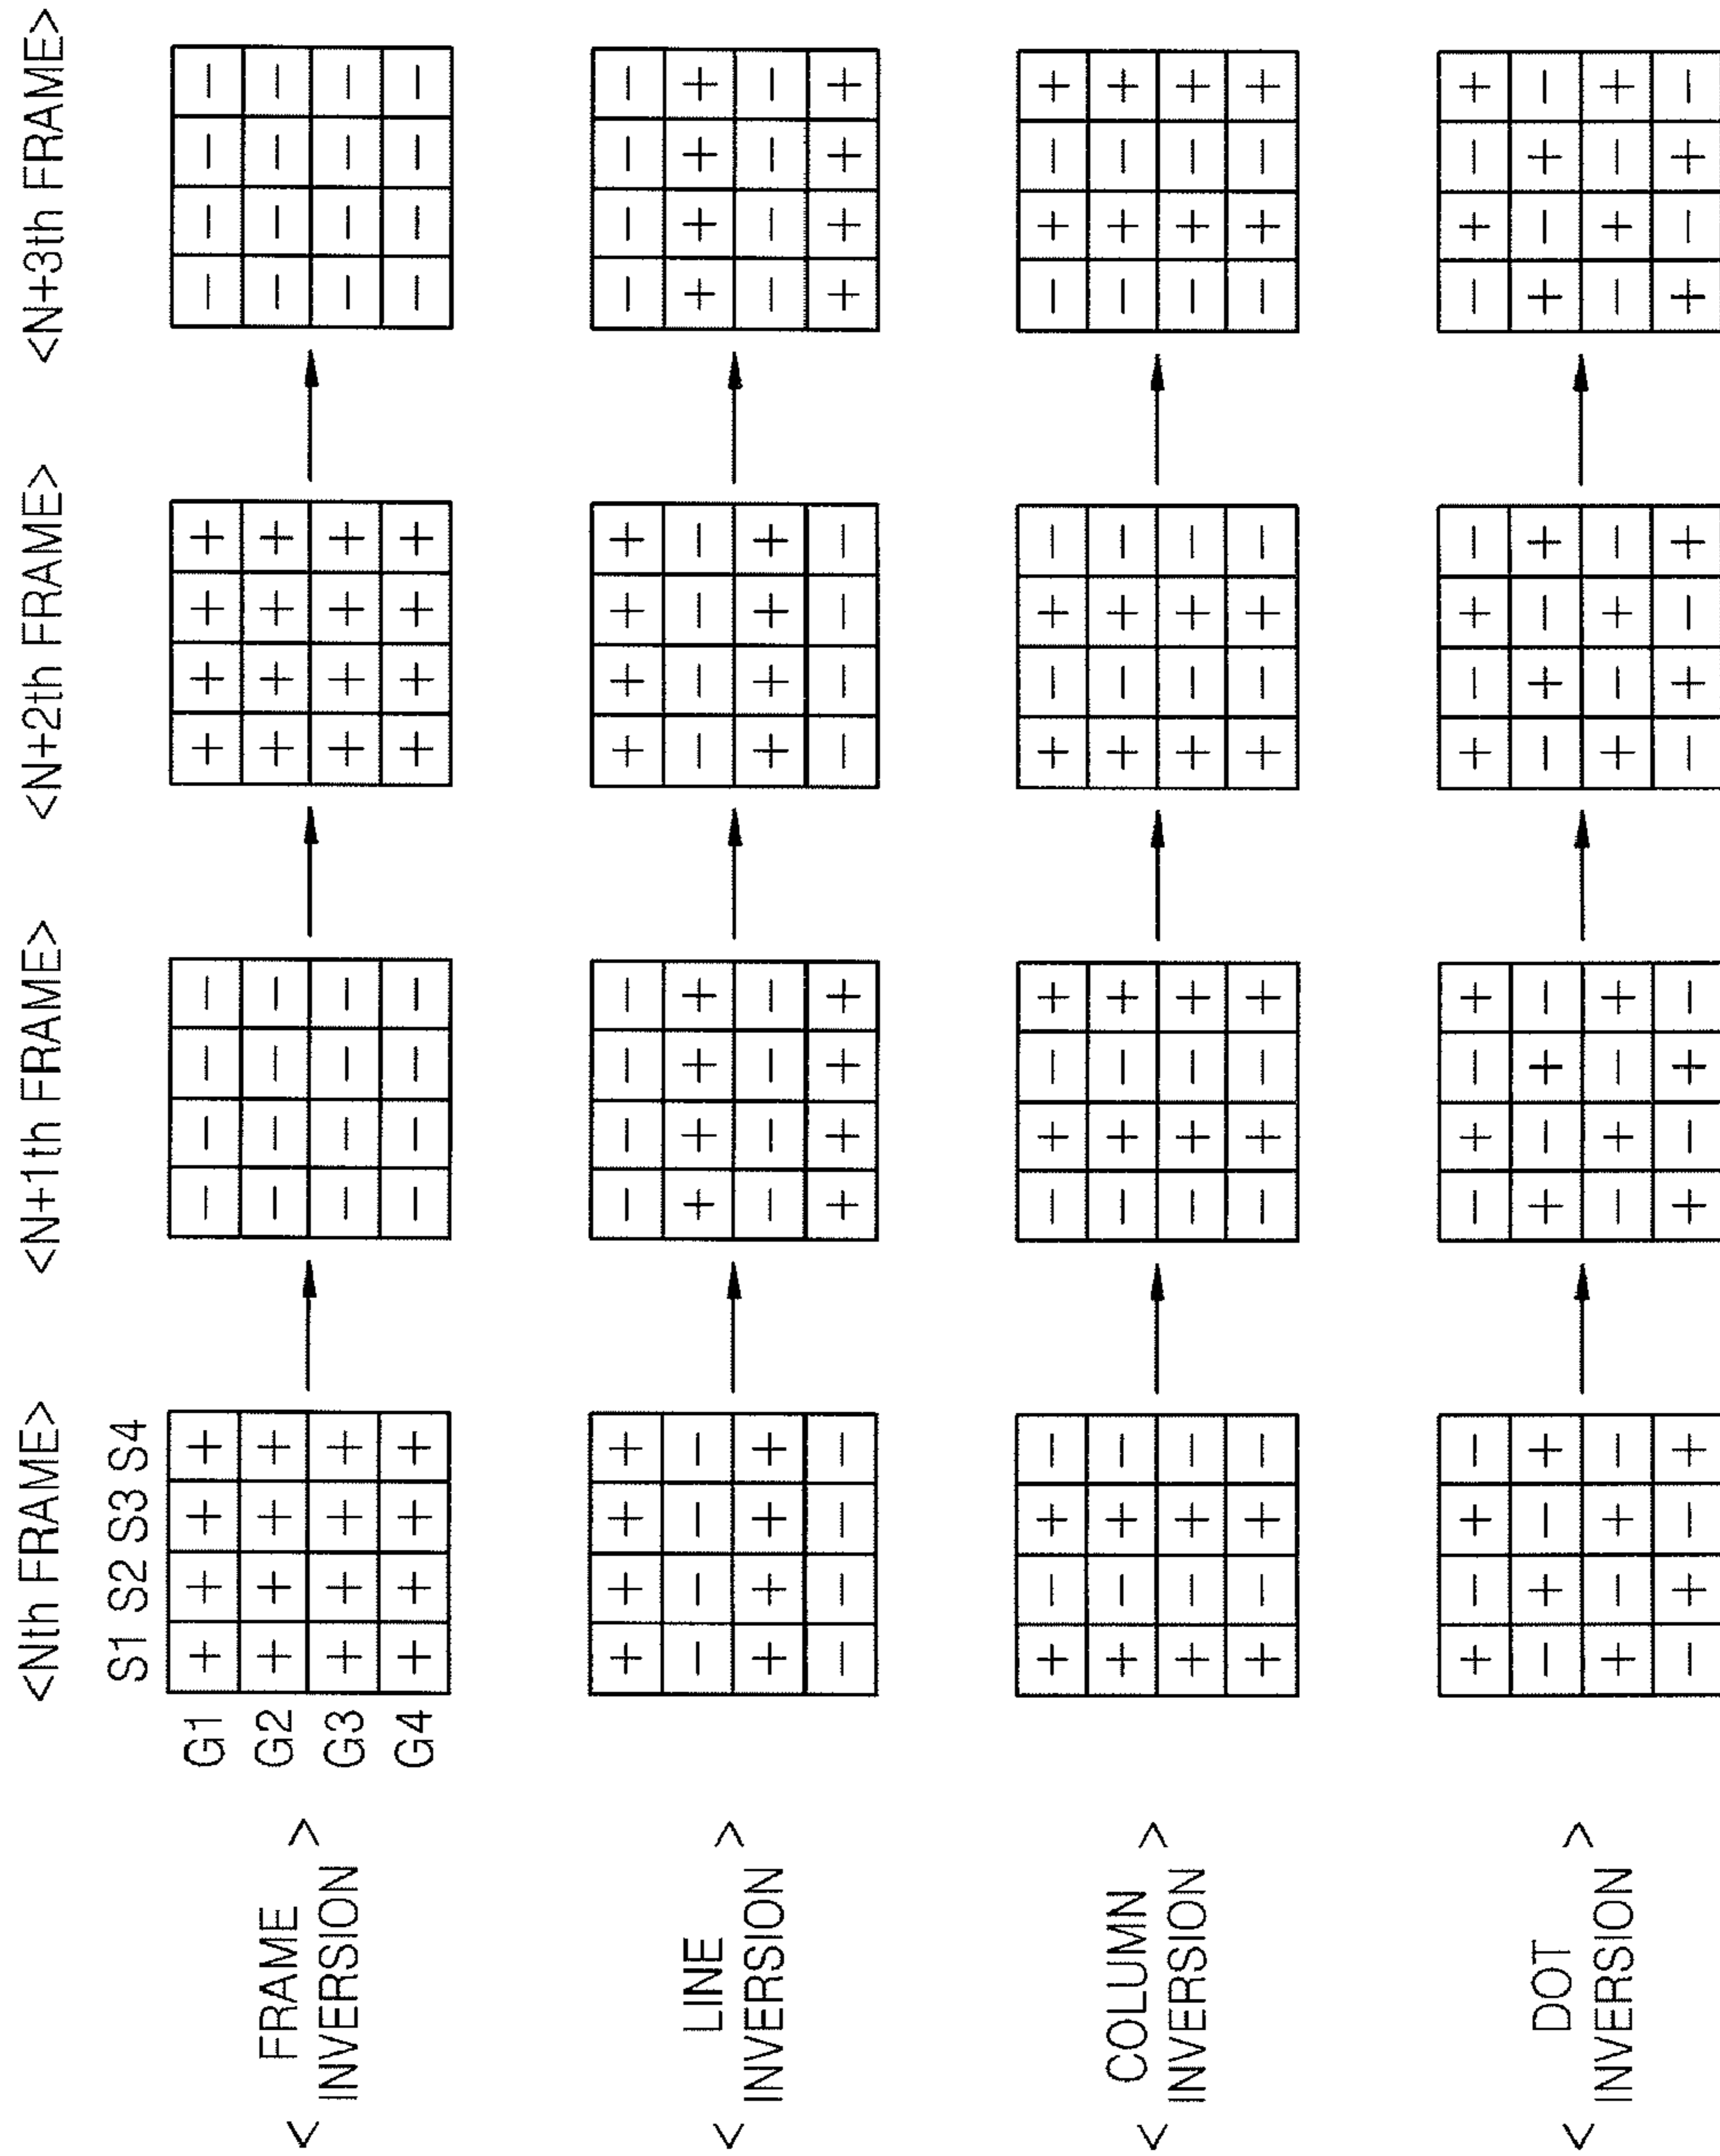 <Nth FRAME> <N+1th FRAME> <N+2th FRAME> <N+3th FRAME>
S1 S2 S3 S4
< FRAME INVERSION >
G1 + + + + − − − − + + + + − − − −
G2 + + + + − − − − + + + + − − − −
G3 + + + + − − − − + + + + − − − −
G4 + + + + − − − − + + + + − − − −
< LINE INVERSION >
+ + + + − − − − + + + + − − − −
− − − − + + + + − − − − + + + +
+ + + + − − − − + + + + − − − −
− − − − + + + + − − − − + + + +
< COLUMN INVERSION >
+ − + − − + − + + − + − − + − +
+ − + − − + − + + − + − − + − +
+ − + − − + − + + − + − − + − +
+ − + − − + − + + − + − − + − +
< DOT INVERSION >
+ − + − − + − + + − + − − + − +
− + − + + − + − − + − + + − + −
+ − + − − + − + + − + − − + − +
− + − + + − + − − + − + + − + −